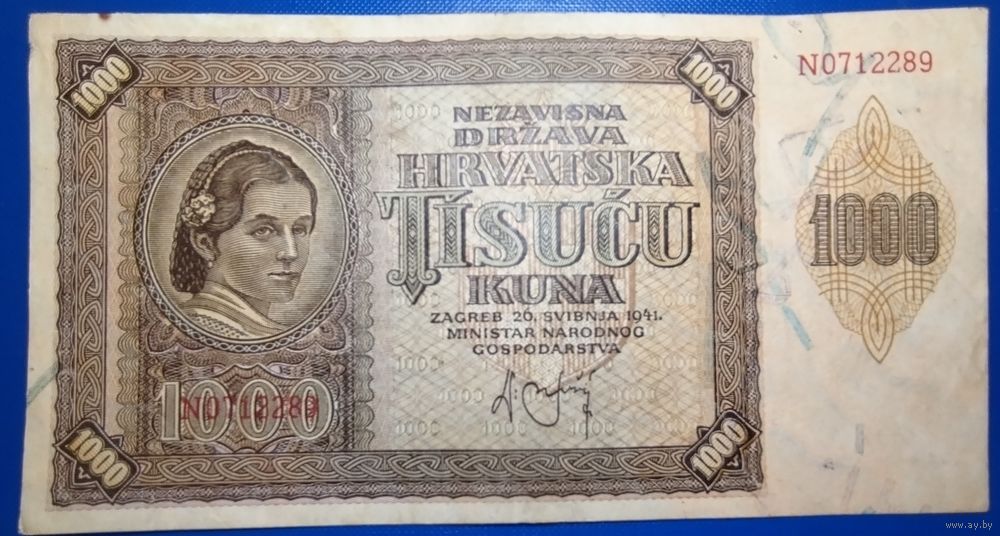 1000
1000
N0712289
NEZAVISNA
DRŽAVA
HRVATSKA
TISUĆU
KUNA
ZAGREB 26. SVIBNJA 1941.
MINISTAR NARODNOG
GOSPODARSTVA
1000
1000
N0712289
1000
1000
www.ay.by